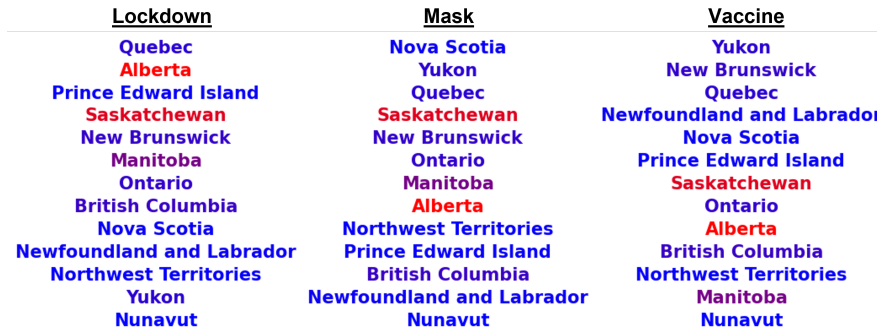 Lockdown Mask Vaccine
Quebec Nova Scotia Yukon
Alberta Yukon New Brunswick
Prince Edward Island Quebec Quebec
Saskatchewan Saskatchewan Newfoundland and Labrador
New Brunswick New Brunswick Nova Scotia
Manitoba Ontario Prince Edward Island
Ontario Manitoba Saskatchewan
British Columbia Alberta Ontario
Nova Scotia Northwest Territories Alberta
Newfoundland and Labrador Prince Edward Island British Columbia
Northwest Territories British Columbia Northwest Territories
Yukon Newfoundland and Labrador Manitoba
Nunavut Nunavut Nunavut